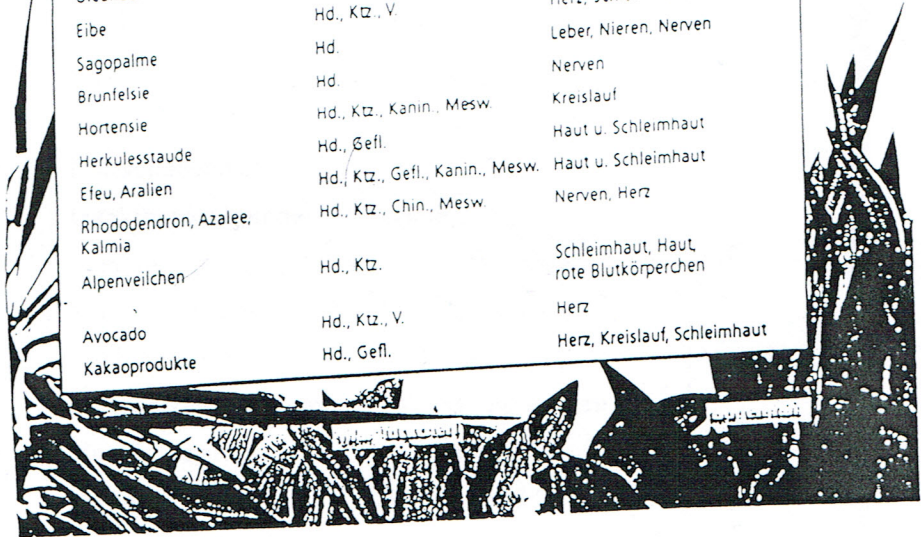 Eibe Hd., Ktz., V. Herz,
Sagopalme Hd. Leber, Nieren, Nerven
Brunfelsie Hd. Nerven
Hortensie Hd., Ktz., Kanin., Mesw. Kreislauf
Herkulesstaude Hd., Gefl. Haut u. Schleimhaut
Efeu, Aralien Hd., Ktz., Gefl., Kanin., Mesw. Haut u. Schleimhaut
Rhododendron, Azalee, Hd., Ktz., Chin., Mesw. Nerven, Herz
Kalmia
Alpenveilchen Hd., Ktz. Schleimhaut, Haut,
rote Blutkörperchen
Avocado Hd., Ktz., V. Herz
Kakaoprodukte Hd., Gefl. Herz, Kreislauf, Schleimhaut